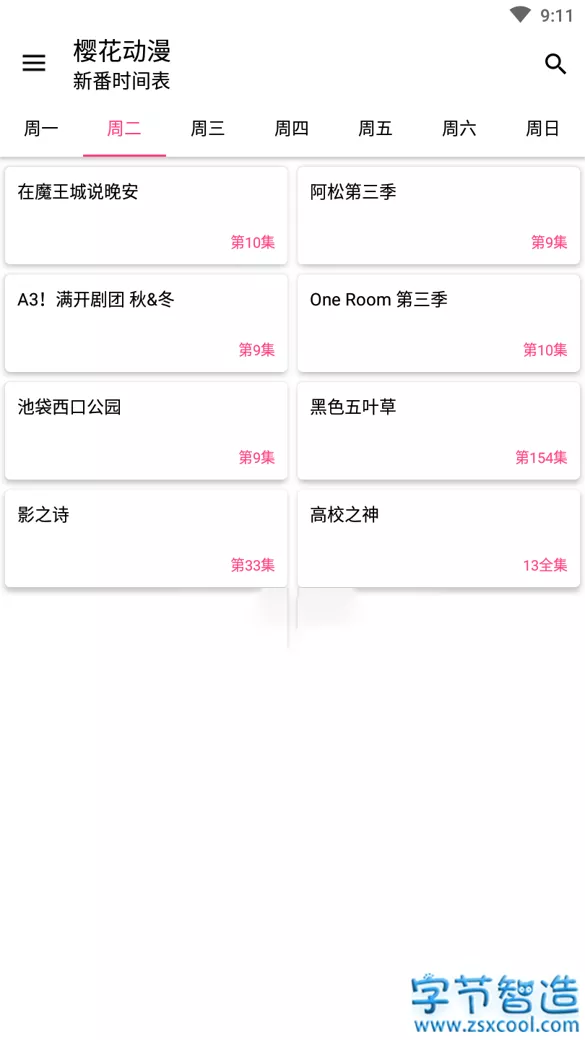 9:11
樱花动漫
新番时间表
周一 周二 周三 周四 周五 周六 周日
在魔王城说晚安
第10集
阿松第三季
第9集
A3！满开剧团 秋&冬
第9集
One Room 第三季
第10集
池袋西口公园
第9集
黑色五叶草
第154集
影之诗
第33集
高校之神
13全集
字节智造
www.zsxcool.com